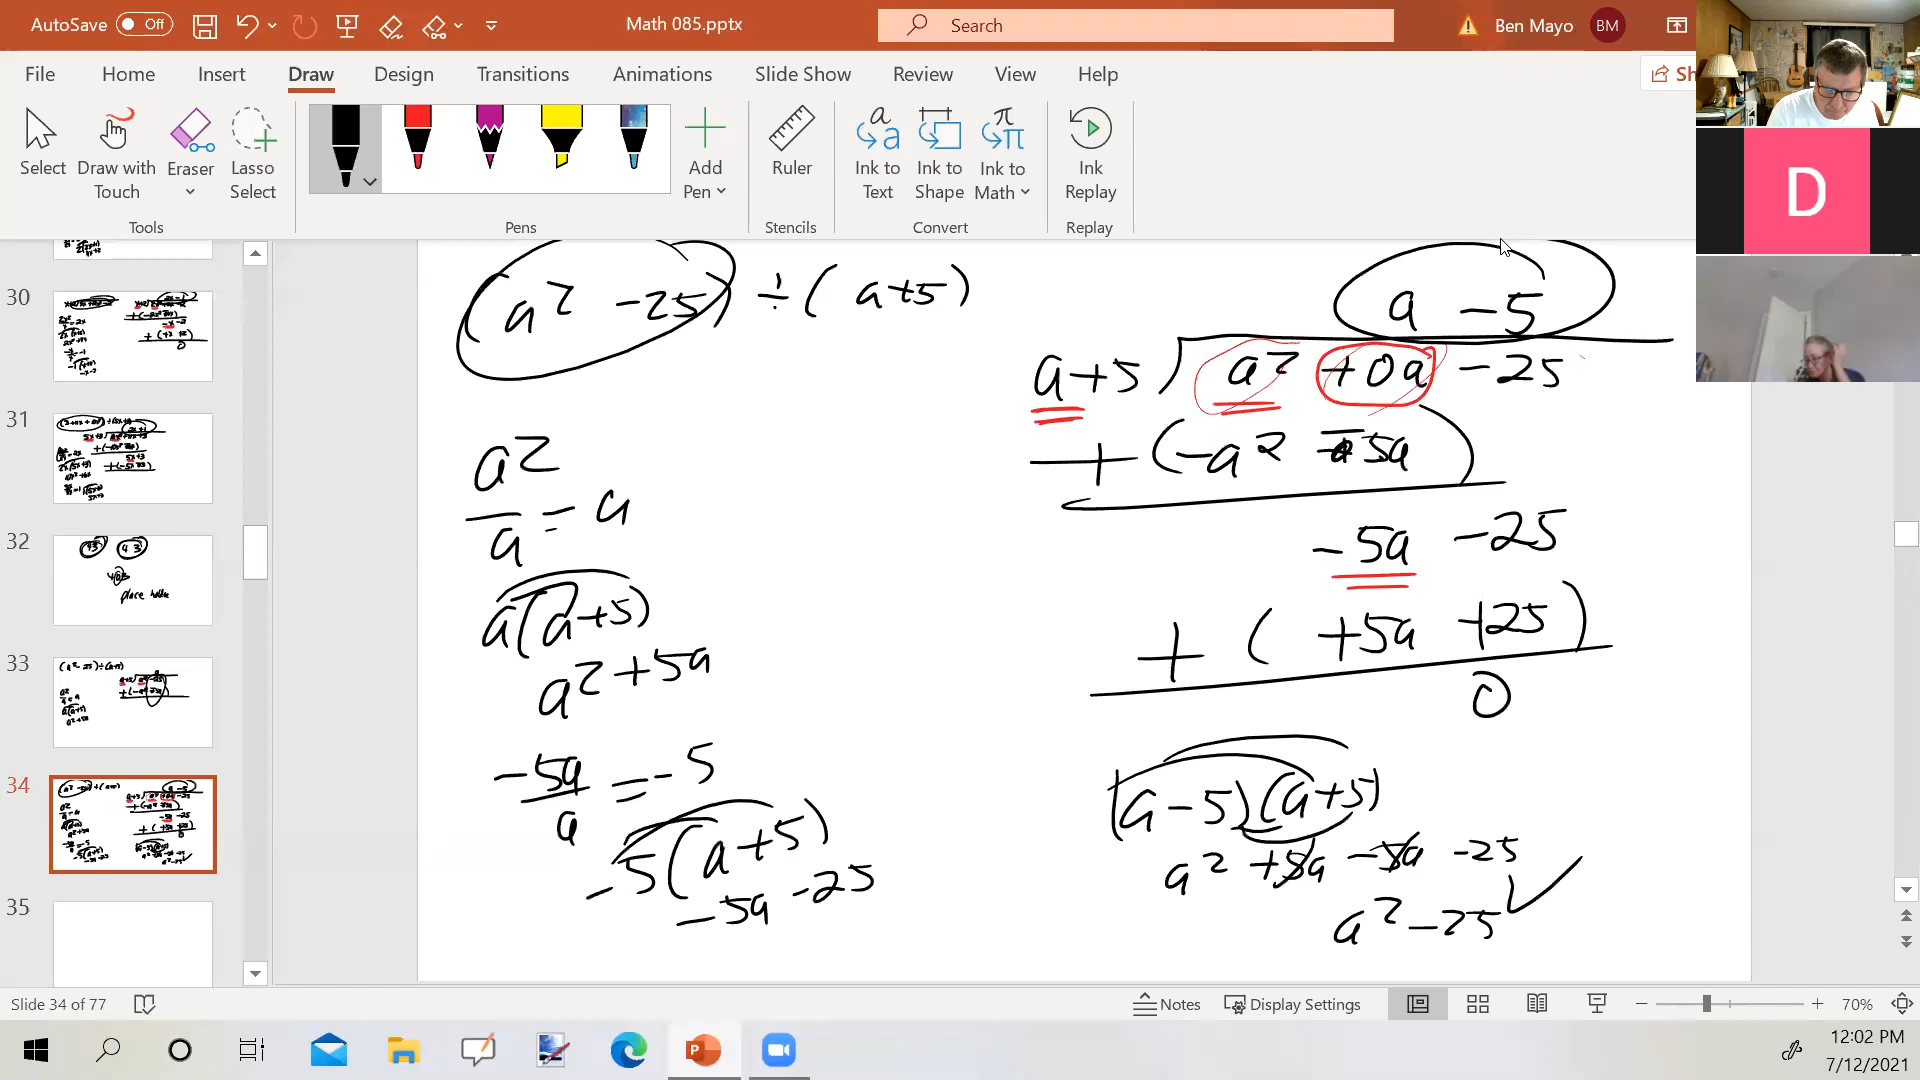 AutoSave Off
Math 085.pptx
Search
Ben Mayo BM
File Home Insert Draw Design Transitions Animations Slide Show Review View Help
Sh
Select
Draw with Touch
Eraser
Lasso Select
Add Pen
Ruler
Ink to Text
Ink to Shape
Ink to Math
Ink Replay
Tools
Pens
Stencils
Convert
Replay
D
30
31
32
place holder
33
34
35
(a² -25) ÷ (a+5)
a -5
a+5) a² +0a -25
+ (-a² -5a)
-5a -25
+ ( +5a +25)
0
(a-5)(a+5)
a² +5a -5a -25
a² -25 ✓
a²
a = a
a(a+5)
a² +5a
-5a
a = -5
-5(a+5)
-5a -25
Slide 34 of 77
Notes
Display Settings
70%
12:02 PM
7/12/2021